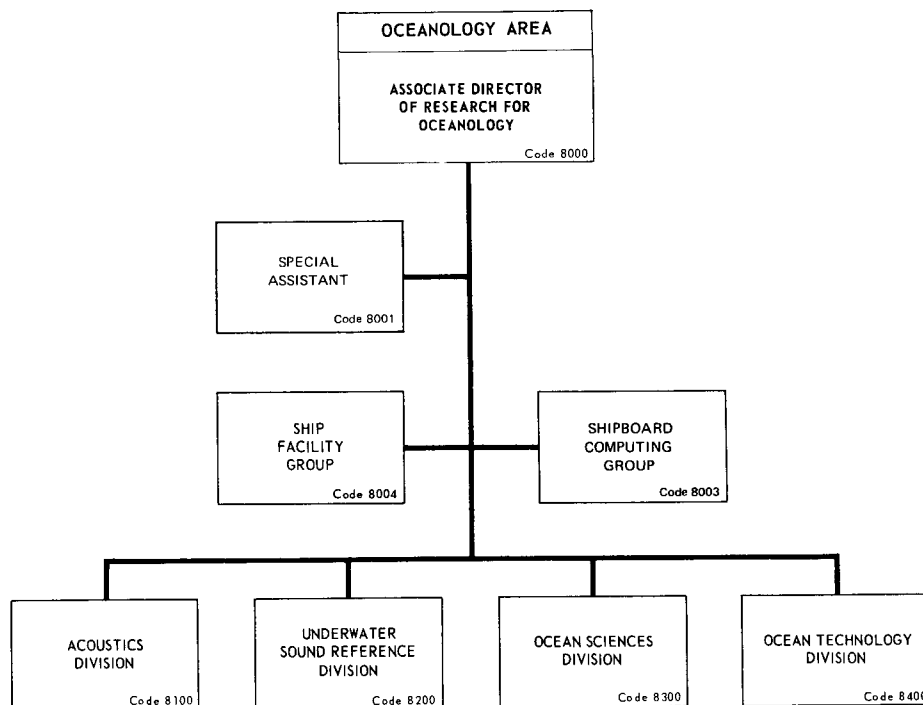 OCEANOLOGY AREA
ASSOCIATE DIRECTOR
OF RESEARCH FOR
OCEANOLOGY
Code 8000
SPECIAL
ASSISTANT
Code 8001
SHIP
FACILITY
GROUP
Code 8004
SHIPBOARD
COMPUTING
GROUP
Code 8003
ACOUSTICS
DIVISION
Code 8100
UNDERWATER
SOUND REFERENCE
DIVISION
Code 8200
OCEAN SCIENCES
DIVISION
Code 8300
OCEAN TECHNOLOGY
DIVISION
Code 8400